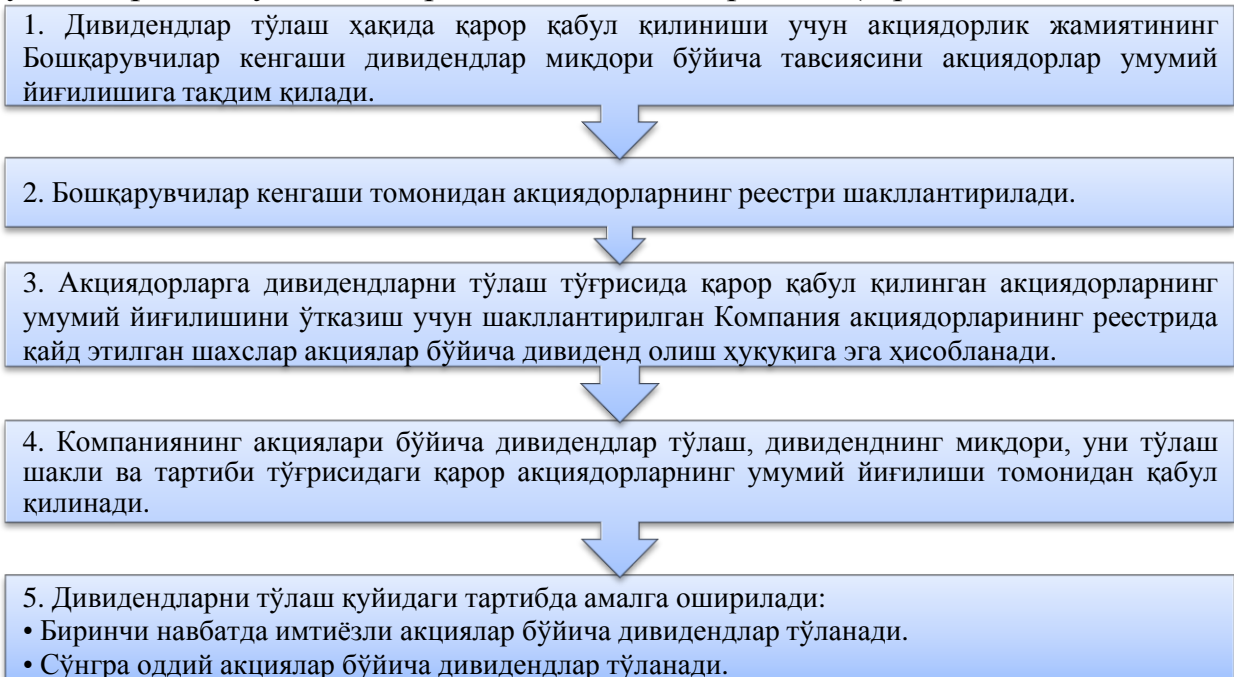 1. Дивидендлар тўлаш ҳақида қарор қабул қилиниши учун акциядорлик жамиятининг
Бошқарувчилар кенгаши дивидендлар миқдори бўйича тавсиясини акциядорлар умумий
йиғилишига тақдим қилади.
2. Бошқарувчилар кенгаши томонидан акциядорларнинг реестри шакллантирилади.
3. Акциядорларга дивидендларни тўлаш тўғрисида қарор қабул қилинган акциядорларнинг
умумий йиғилишини ўтказиш учун шакллантирилган Компания акциядорларининг реестрида
қайд этилган шахслар акциялар бўйича дивиденд олиш ҳуқуқига эга ҳисобланади.
4. Компаниянинг акциялари бўйича дивидендлар тўлаш, дивиденднинг миқдори, уни тўлаш
шакли ва тартиби тўғрисидаги қарор акциядорларнинг умумий йиғилиши томонидан қабул
қилинади.
5. Дивидендларни тўлаш қуйидаги тартибда амалга оширилади:
• Биринчи навбатда имтиёзли акциялар бўйича дивидендлар тўланади.
• Сўнгра оддий акциялар бўйича дивидендлар тўланади.